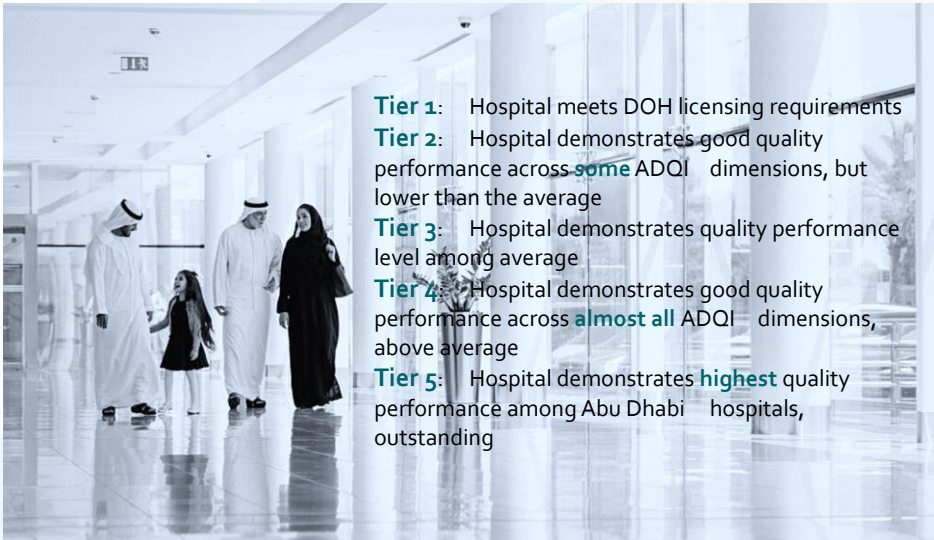 Tier 1: Hospital meets DOH licensing requirements
Tier 2: Hospital demonstrates good quality
performance across some ADQI dimensions, but
lower than the average
Tier 3: Hospital demonstrates quality performance
level among average
Tier 4: Hospital demonstrates good quality
performance across almost all ADQI dimensions,
above average
Tier 5: Hospital demonstrates highest quality
performance among Abu Dhabi hospitals,
outstanding